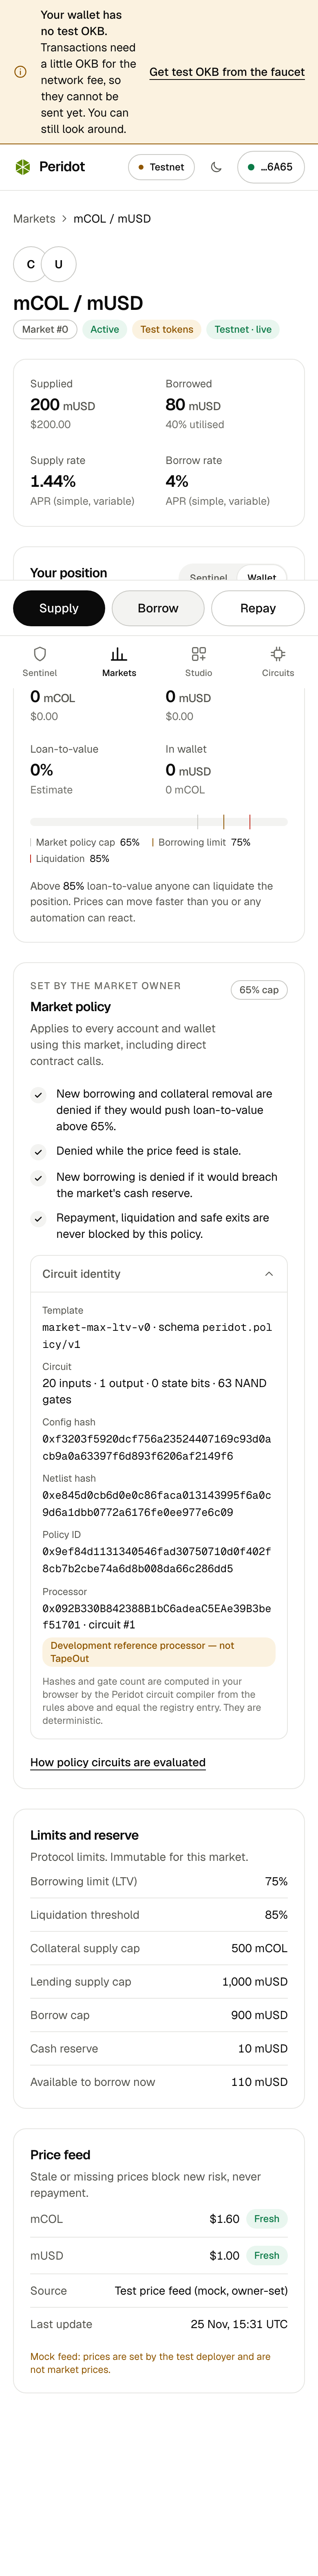 Your wallet has
no test OKB.
Transactions need
a little OKB for the
network fee, so
they cannot be
sent yet. You can
still look around.
Get test OKB from the faucet
Peridot
Testnet
...6A65
Markets > mCOL / mUSD
C U
mCOL / mUSD
Market #0 Active Test tokens Testnet · live
Supplied Borrowed
200 mUSD 80 mUSD
$200.00 40% utilised
Supply rate Borrow rate
1.44% 4%
APR (simple, variable) APR (simple, variable)
Your position Sentinel Wallet
Supply Borrow Repay
Sentinel Markets Studio Circuits
0 mCOL 0 mUSD
$0.00 $0.00
Loan-to-value In wallet
0% 0 mUSD
Estimate 0 mCOL
Market policy cap 65% Borrowing limit 75%
Liquidation 85%
Above 85% loan-to-value anyone can liquidate the
position. Prices can move faster than you or any
automation can react.
SET BY THE MARKET OWNER 65% cap
Market policy
Applies to every account and wallet
using this market, including direct
contract calls.
New borrowing and collateral removal are
denied if they would push loan-to-value
above 65%.
Denied while the price feed is stale.
New borrowing is denied if it would breach
the market's cash reserve.
Repayment, liquidation and safe exits are
never blocked by this policy.
Circuit identity
Template
market-max-ltv-v0 · schema peridot.pol
icy/v1
Circuit
20 inputs · 1 output · 0 state bits · 63 NAND
gates
Config hash
0xf3203f5920dcf756a23524407169c93d0a
cb9a0a63397f6d893f6206af2149f6
Netlist hash
0xe845d0cb6d0e0c86faca013143995f6a0c
9d6a1dbb0772a6176fe0ee977e6c09
Policy ID
0x9ef84d1131340546fad30750710d0f402f
8cb7b2cbe74a6d8b008da66c286dd5
Processor
0x092B330B842388B1bC6adeaC5EAe39B3be
f51701 · circuit #1
Development reference processor — not
TapeOut
Hashes and gate count are computed in your
browser by the Peridot circuit compiler from the
rules above and equal the registry entry. They are
deterministic.
How policy circuits are evaluated
Limits and reserve
Protocol limits. Immutable for this market.
Borrowing limit (LTV) 75%
Liquidation threshold 85%
Collateral supply cap 500 mCOL
Lending supply cap 1,000 mUSD
Borrow cap 900 mUSD
Cash reserve 10 mUSD
Available to borrow now 110 mUSD
Price feed
Stale or missing prices block new risk, never
repayment.
mCOL $1.60 Fresh
mUSD $1.00 Fresh
Source Test price feed (mock, owner-set)
Last update 25 Nov, 15:31 UTC
Mock feed: prices are set by the test deployer and are
not market prices.